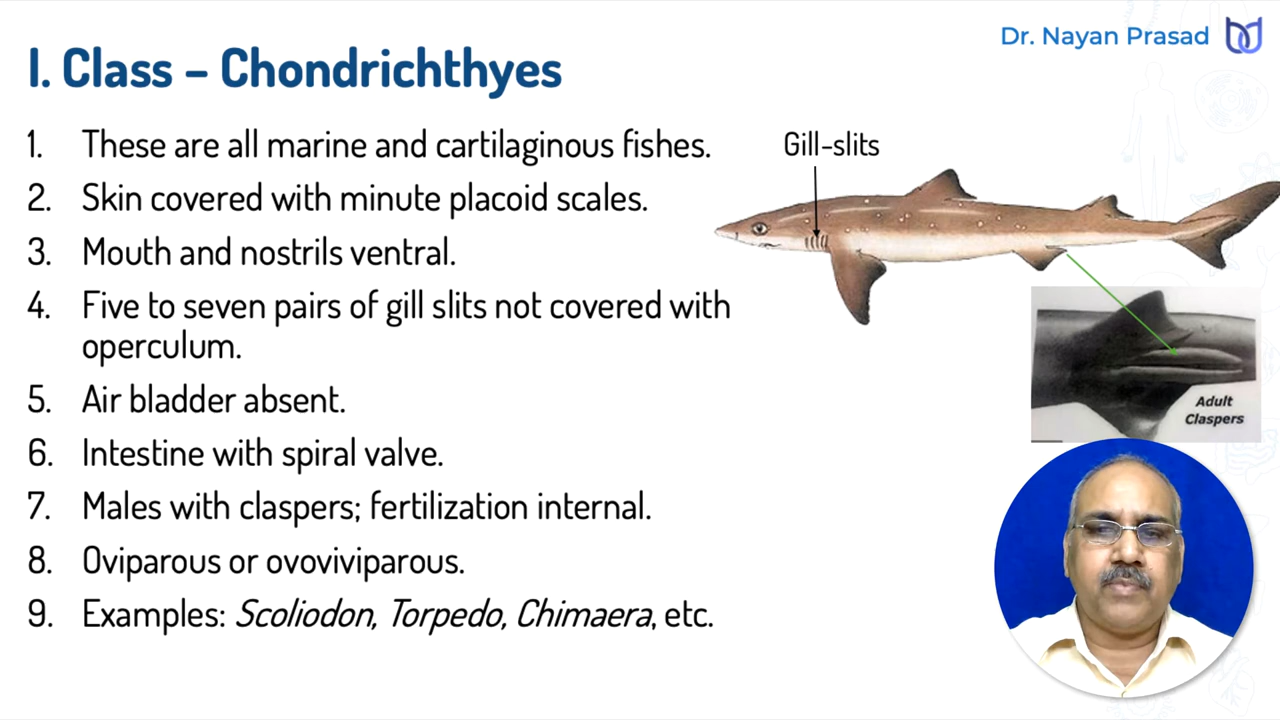 Dr. Nayan Prasad
I. Class – Chondrichthyes
1. These are all marine and cartilaginous fishes.
2. Skin covered with minute placoid scales.
3. Mouth and nostrils ventral.
4. Five to seven pairs of gill slits not covered with
operculum.
5. Air bladder absent.
6. Intestine with spiral valve.
7. Males with claspers; fertilization internal.
8. Oviparous or ovoviviparous.
9. Examples: Scoliodon, Torpedo, Chimaera, etc.
Gill-slits
Adult
Claspers